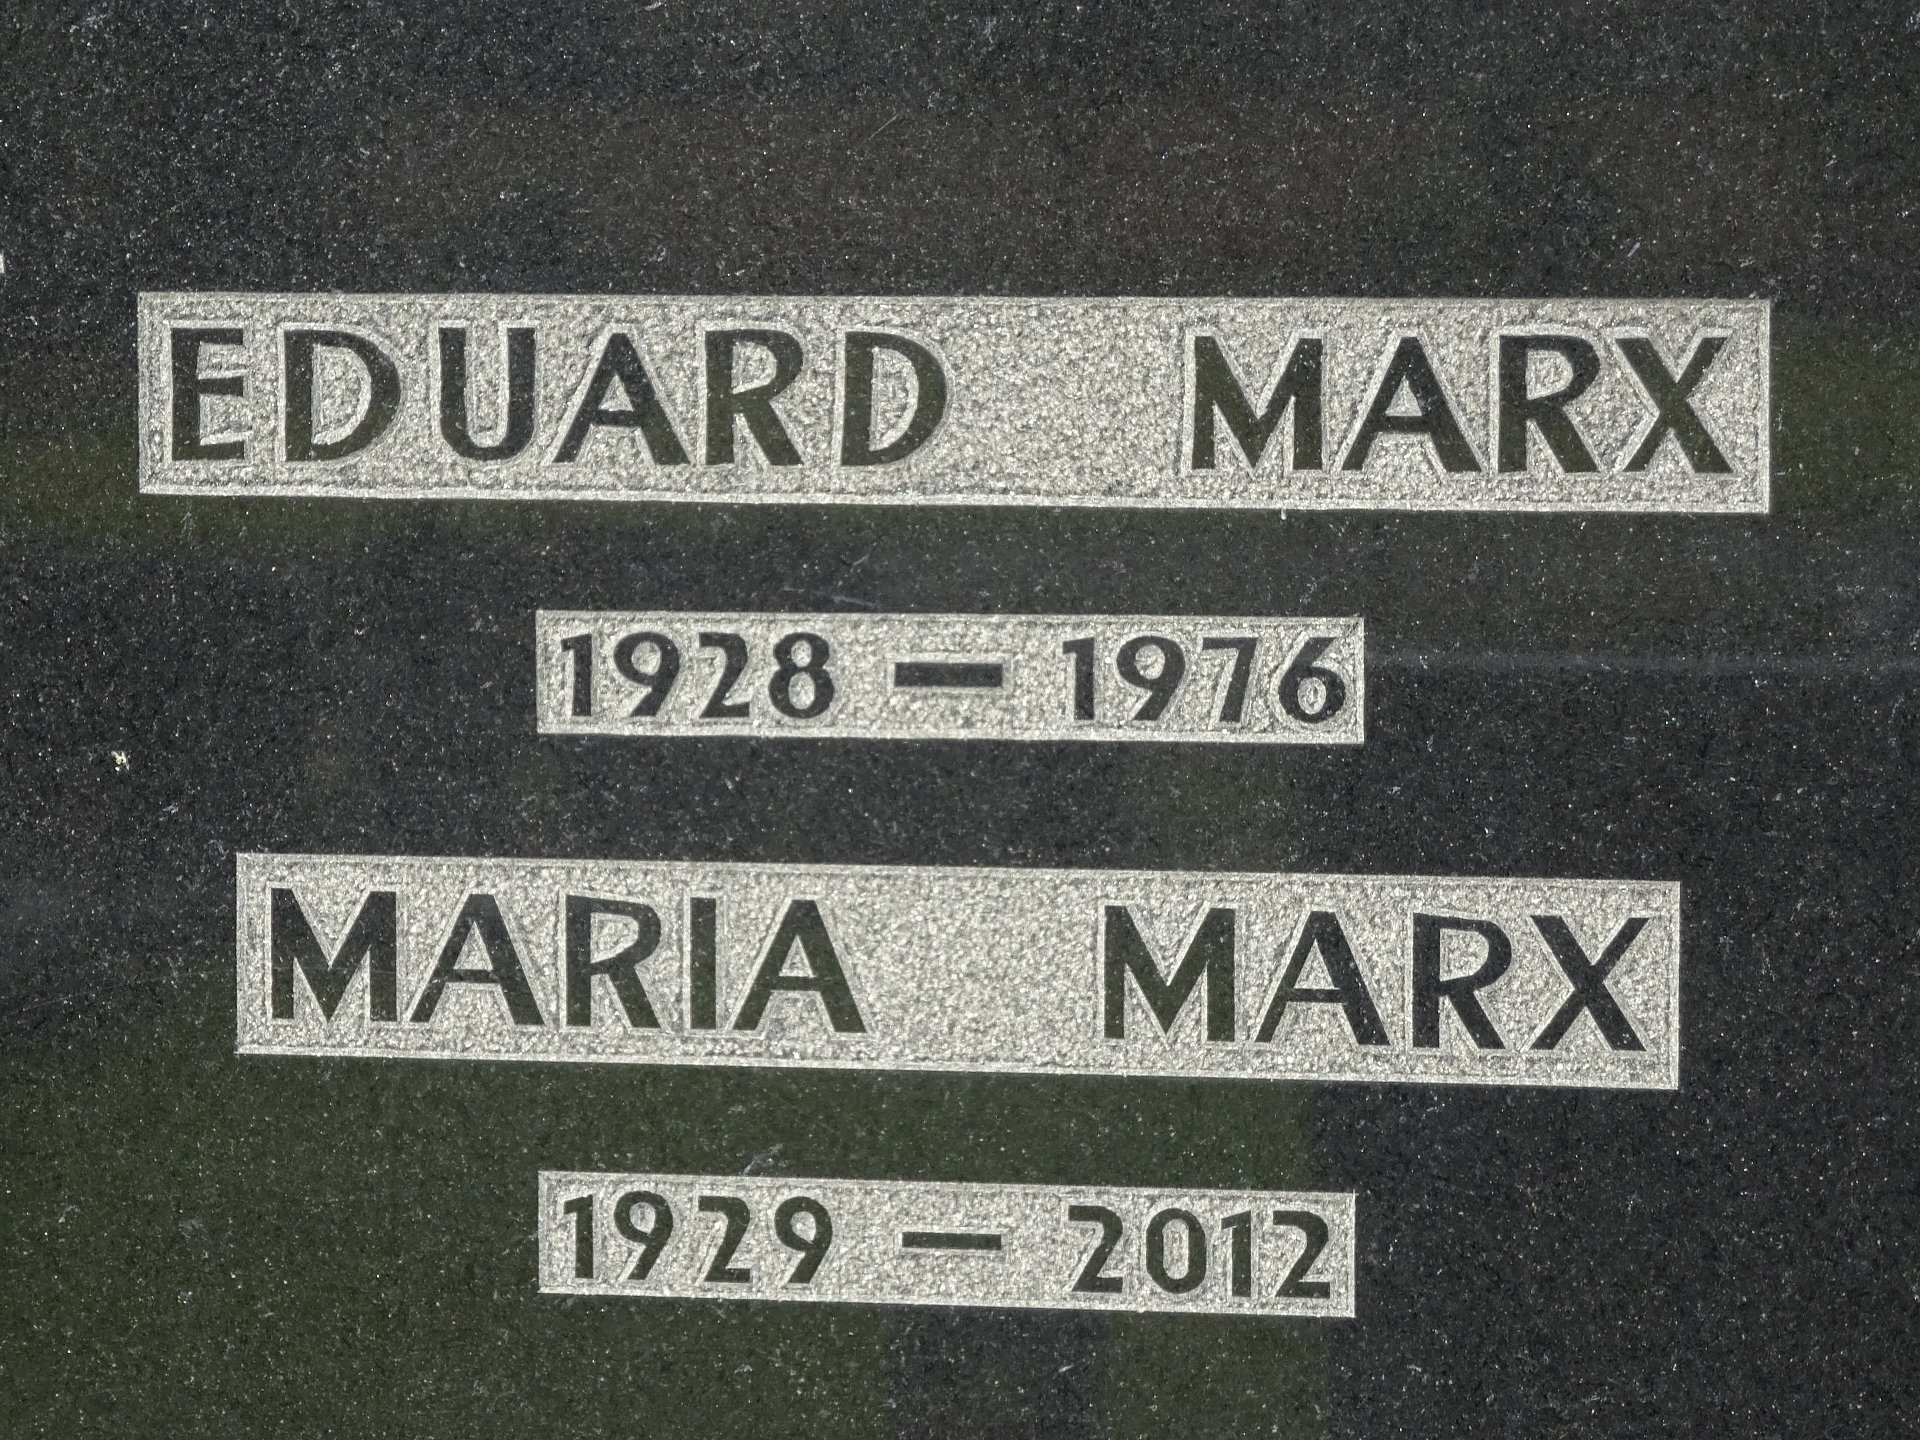 EDUARD MARX
1928 — 1976
MARIA MARX
1929 — 2012